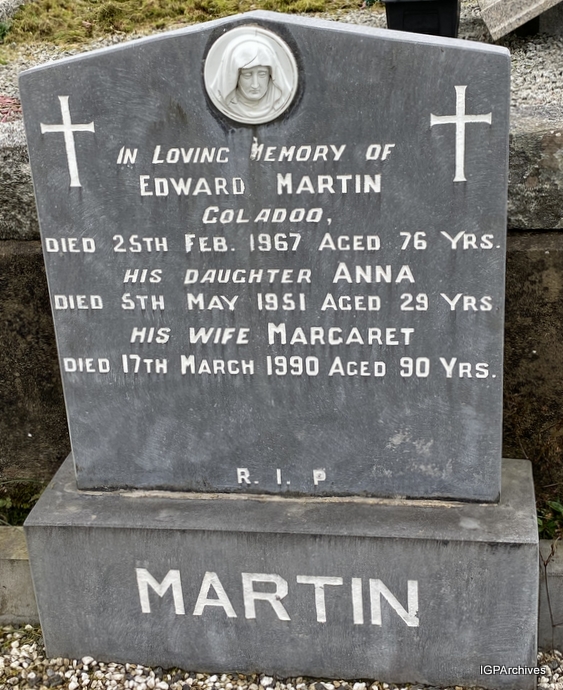 IN LOVING MEMORY OF
EDWARD MARTIN
COLADOO,
DIED 25TH FEB. 1967 AGED 76 YRS.
HIS DAUGHTER ANNA
DIED 5TH MAY 1951 AGED 29 YRS
HIS WIFE MARGARET
DIED 17TH MARCH 1990 AGED 90 YRS.
R. I. P
MARTIN
IGPArchives